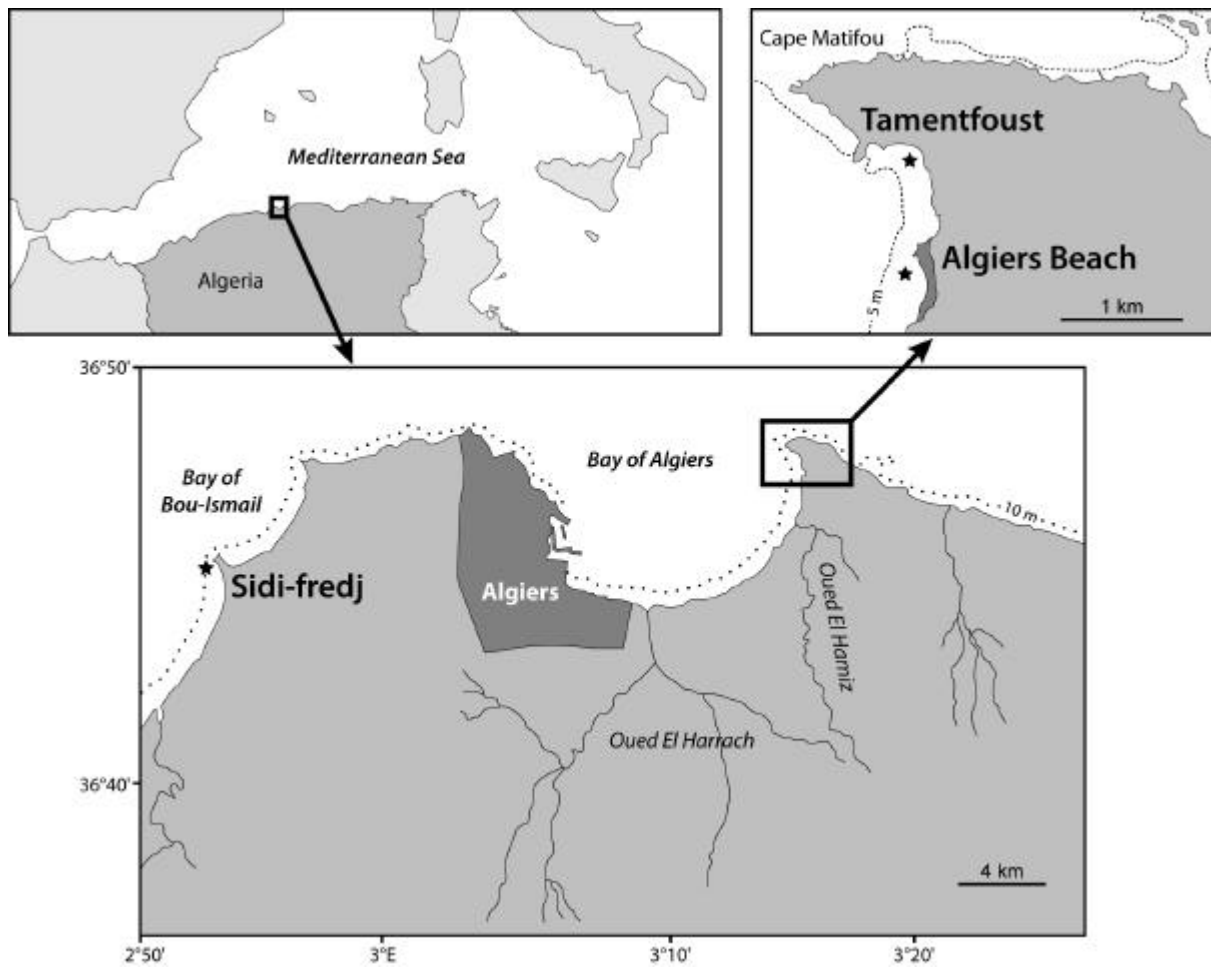 Mediterranean Sea
Algeria
Cape Matifou
Tamentfoust
Algiers Beach
5 m
1 km
36°50'
Bay of
Bou-Ismail
Bay of Algiers
10 m
Sidi-fredj
Algiers
Oued El Hamiz
Oued El Harrach
36°40'
4 km
2°50'
3°E
3°10'
3°20'